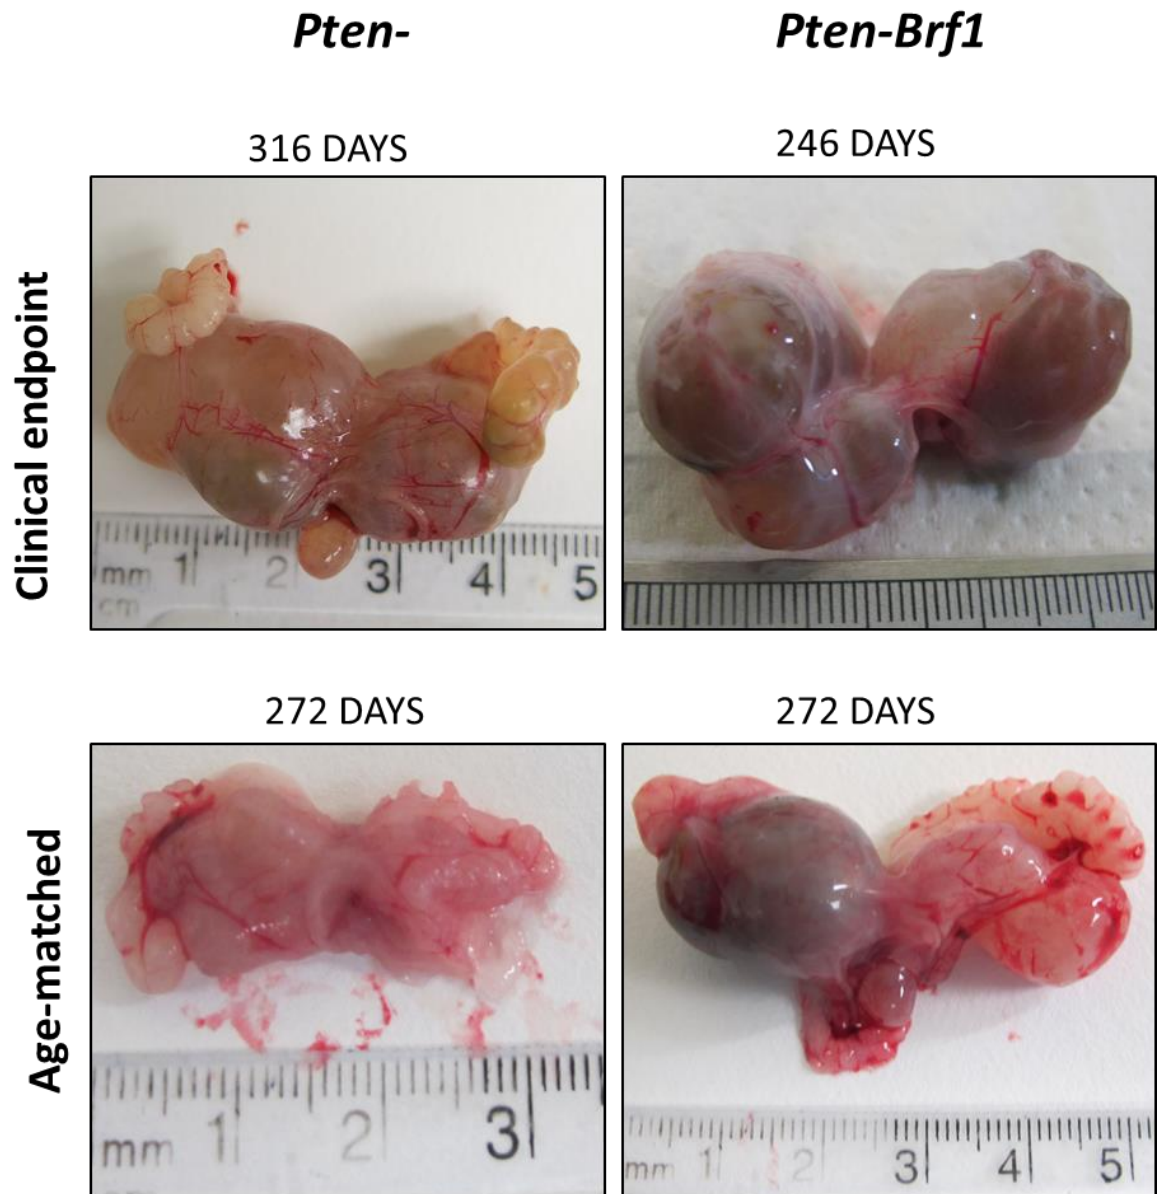 Pten-
Pten-Brf1
316 DAYS
246 DAYS
Clinical endpoint
mm 1 2 3 4 5
cm
272 DAYS
272 DAYS
Age-matched
mm 1 2 3
mm 1 2 3 4 5